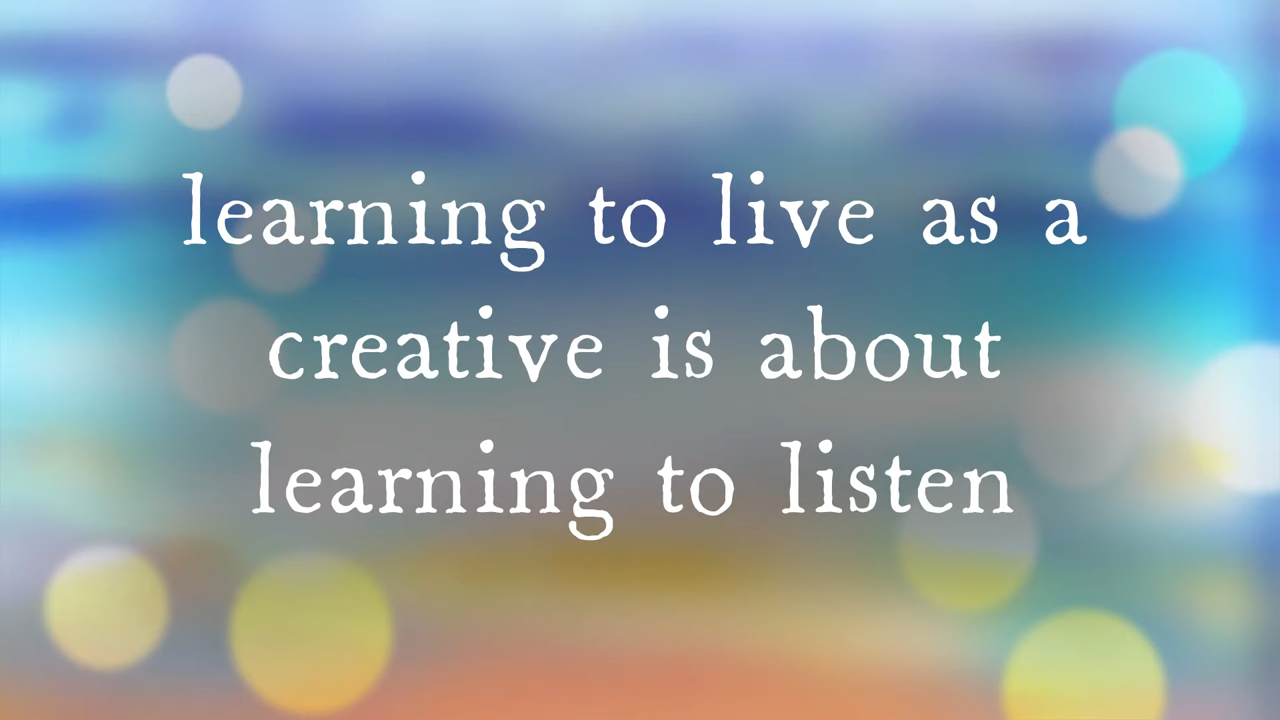 learning to live as a
creative is about
learning to listen